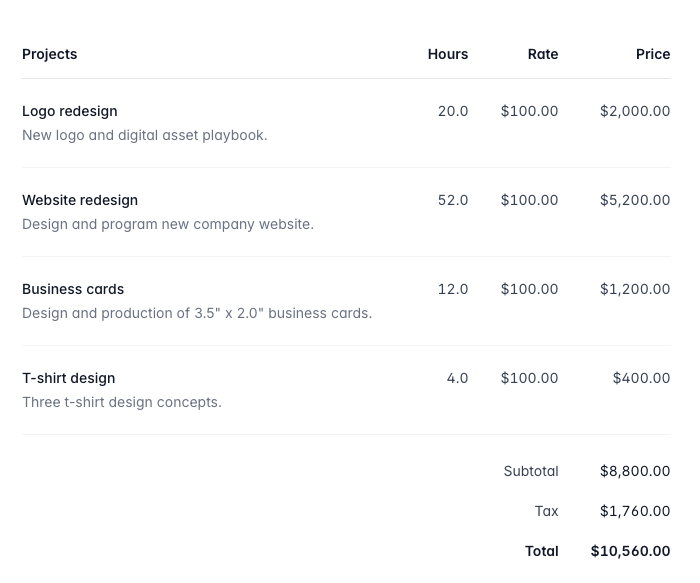 Projects Hours Rate Price
Logo redesign 20.0 $100.00 $2,000.00
New logo and digital asset playbook.
Website redesign 52.0 $100.00 $5,200.00
Design and program new company website.
Business cards 12.0 $100.00 $1,200.00
Design and production of 3.5" x 2.0" business cards.
T-shirt design 4.0 $100.00 $400.00
Three t-shirt design concepts.
Subtotal $8,800.00
Tax $1,760.00
Total $10,560.00